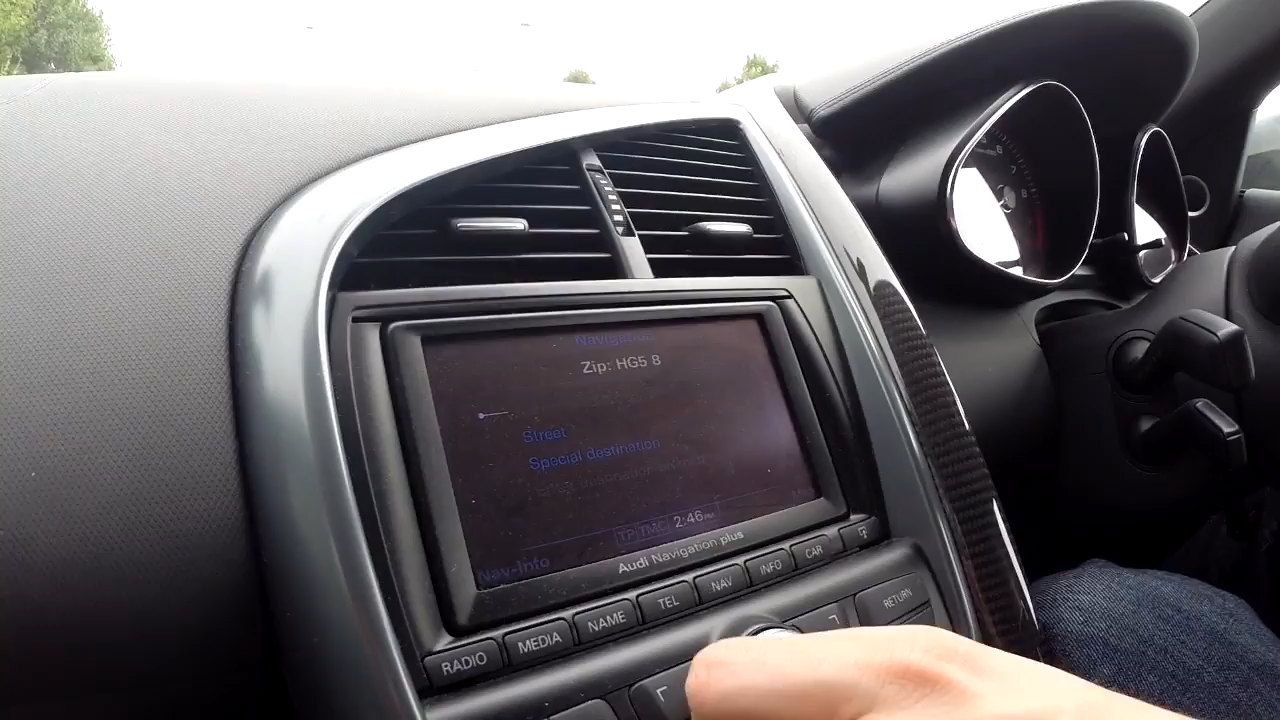 Navigation
Zip: HG5 8
Street
Special destination
TP TMC 2:46 PM
Nav-Info
Audi Navigation plus
RADIO MEDIA NAME TEL NAV INFO CAR
RETURN